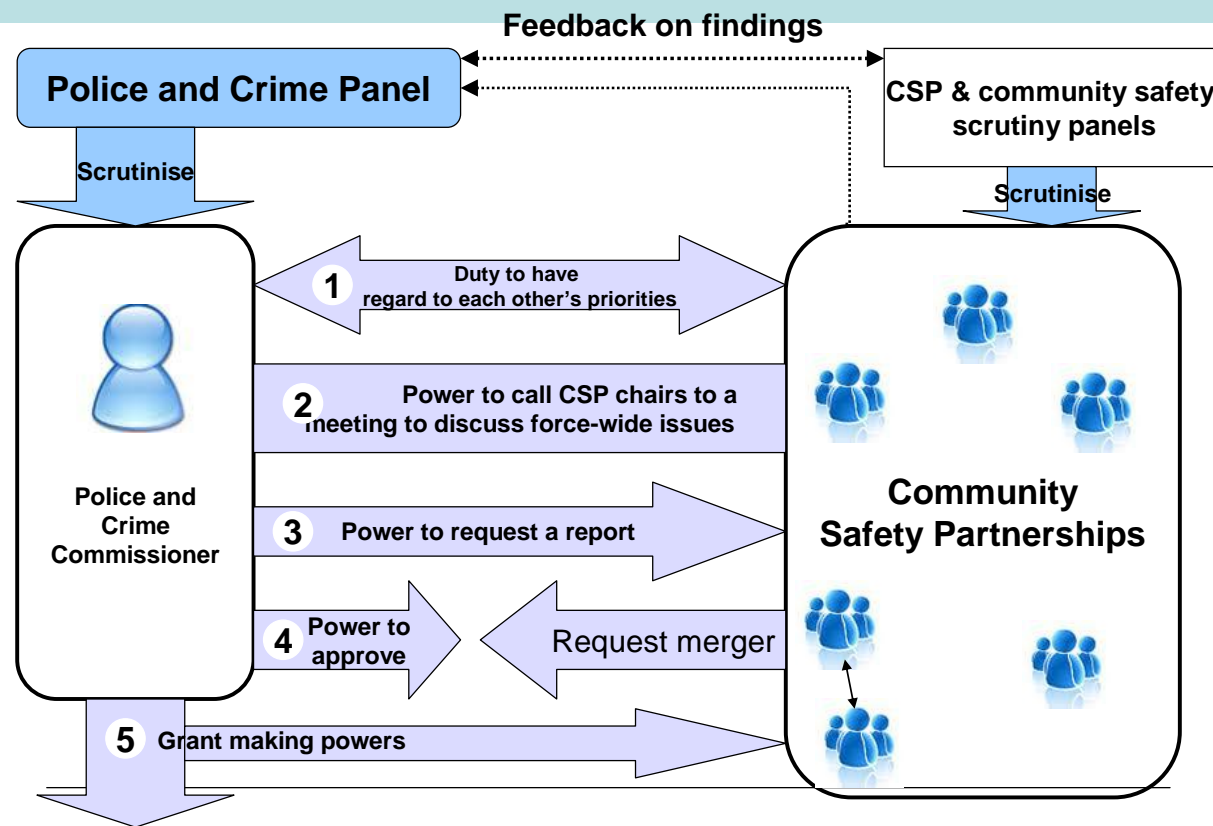 Feedback on findings
Police and Crime Panel
CSP & community safety
scrutiny panels
Scrutinise
Scrutinise
1
Duty to have
regard to each other's priorities
2
Power to call CSP chairs to a
meeting to discuss force-wide issues
Police and
Crime
Commissioner
3
Power to request a report
Community
Safety Partnerships
4
Power to
approve
Request merger
5
Grant making powers